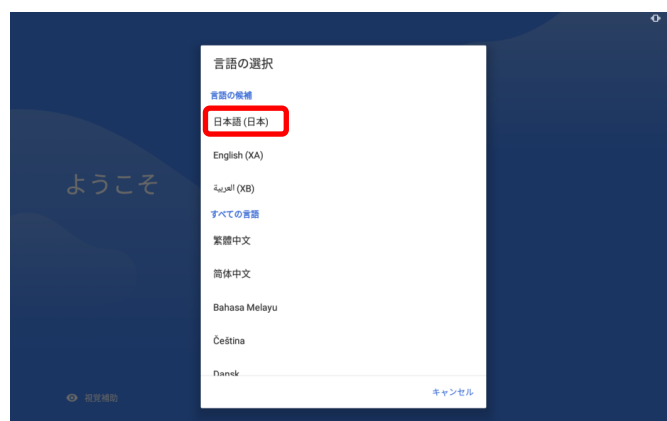 言語の選択
言語の候補
日本語 (日本)
English (XA)
العربية (XB)
すべての言語
繁體中文
简体中文
Bahasa Melayu
Čeština
Dansk
キャンセル
ようこそ
視覚補助